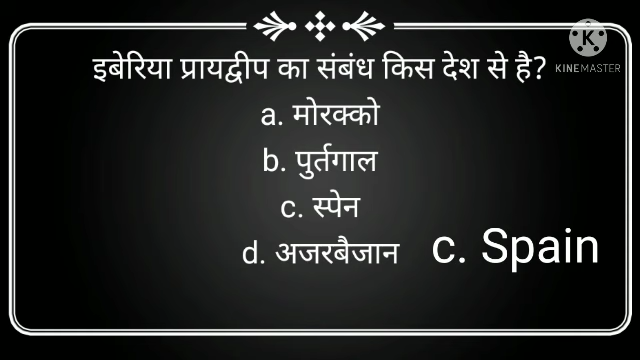 इबेरिया प्रायद्वीप का संबंध किस देश से है?
KINEMASTER
a. मोरक्को
b. पुर्तगाल
c. स्पेन
d. अजरबैजान
c. Spain